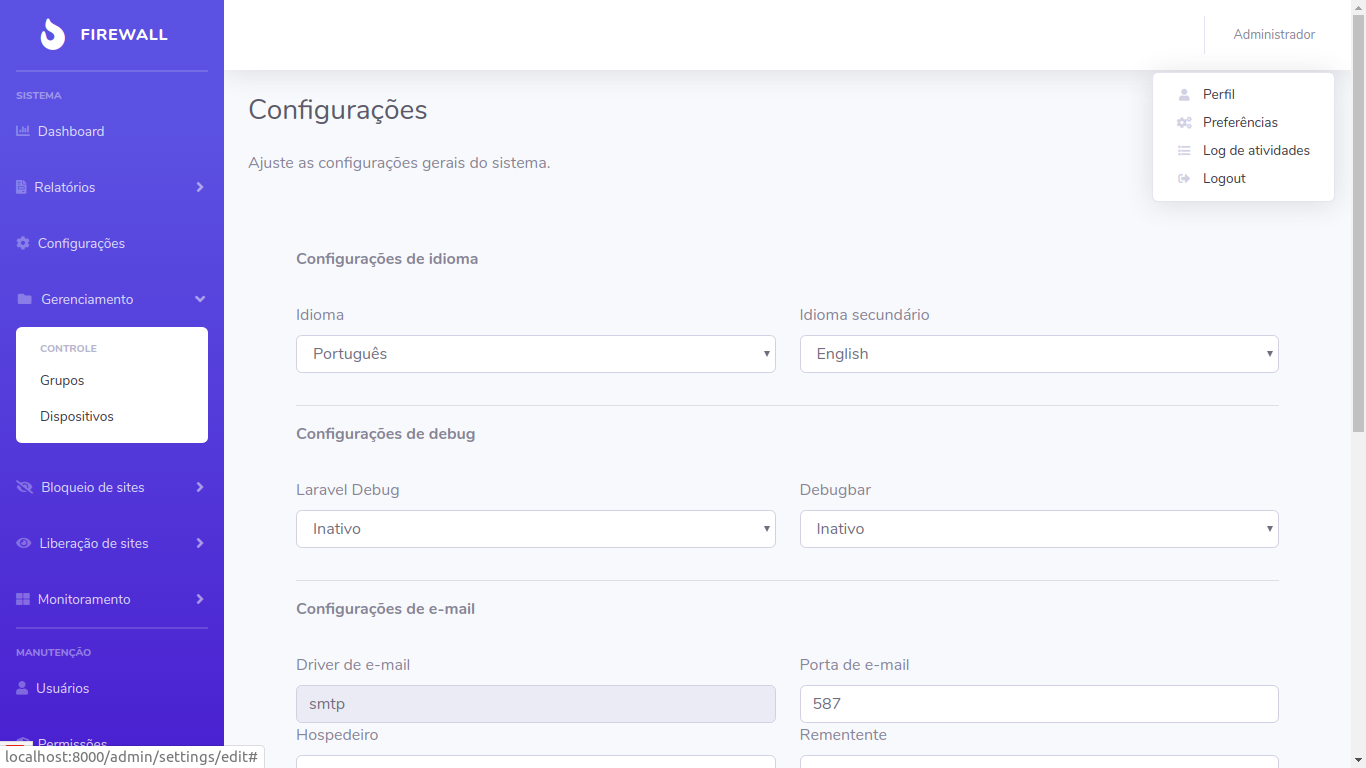 FIREWALL
Administrador
SISTEMA
Dashboard
Relatórios
Configurações
Gerenciamento
CONTROLE
Grupos
Dispositivos
Bloqueio de sites
Liberação de sites
Monitoramento
MANUTENÇÃO
Usuários
Permissões
localhost:8000/admin/settings/edit#
Perfil
Preferências
Log de atividades
Logout
Configurações
Ajuste as configurações gerais do sistema.
Configurações de idioma
Idioma Idioma secundário
Português English
Configurações de debug
Laravel Debug Debugbar
Inativo Inativo
Configurações de e-mail
Driver de e-mail Porta de e-mail
smtp 587
Hospedeiro Rementente